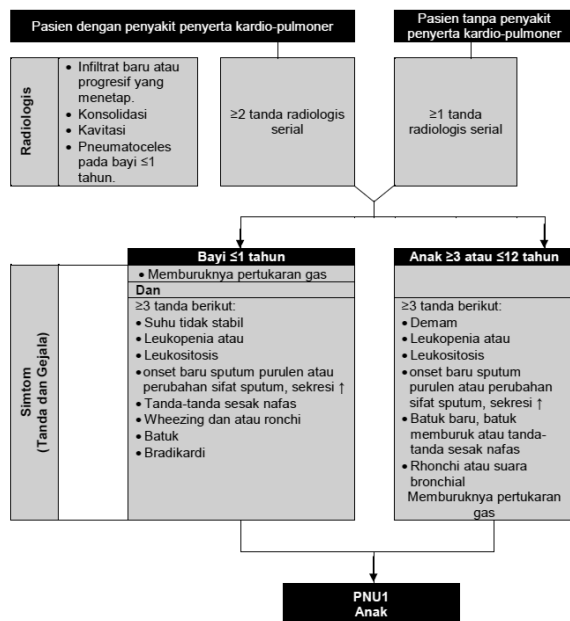 Pasien dengan penyakit penyerta kardio-pulmoner
Pasien tanpa penyakit
penyerta kardio-pulmoner
Radiologis
• Infiltrat baru atau
progresif yang
menetap.
• Konsolidasi
• Kavitasi
• Pneumatoceles
pada bayi ≤1
tahun.
≥2 tanda radiologis
serial
≥1 tanda
radiologis serial
Simtom
(Tanda dan Gejala)
Bayi ≤1 tahun
• Memburuknya pertukaran gas
Dan
≥3 tanda berikut:
• Suhu tidak stabil
• Leukopenia atau
• Leukositosis
• onset baru sputum purulen atau
perubahan sifat sputum, sekresi ↑
• Tanda-tanda sesak nafas
• Wheezing dan atau ronchi
• Batuk
• Bradikardi
Anak ≥3 atau ≤12 tahun
≥3 tanda berikut:
• Demam
• Leukopenia atau
• Leukositosis
• onset baru sputum
purulen atau perubahan
sifat sputum, sekresi ↑
• Batuk baru, batuk
memburuk atau tanda-
tanda sesak nafas
• Rhonchi atau suara
bronchial
Memburuknya pertukaran
gas
PNU1
Anak